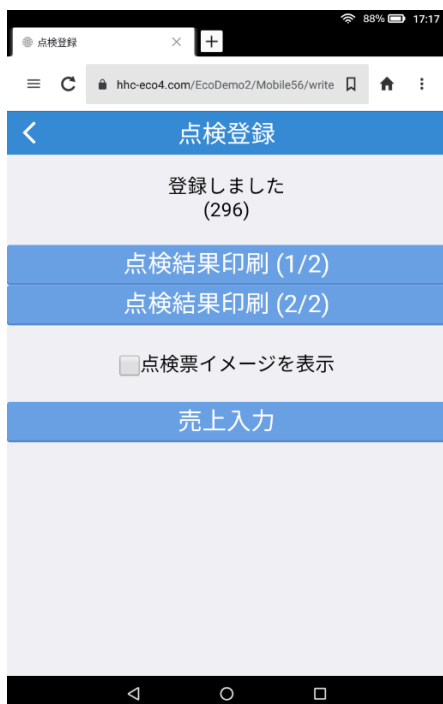 88% 17:17
点検登録
hhc-eco4.com/EcoDemo2/Mobile56/write
点検登録
登録しました
(296)
点検結果印刷 (1/2)
点検結果印刷 (2/2)
点検票イメージを表示
売上入力